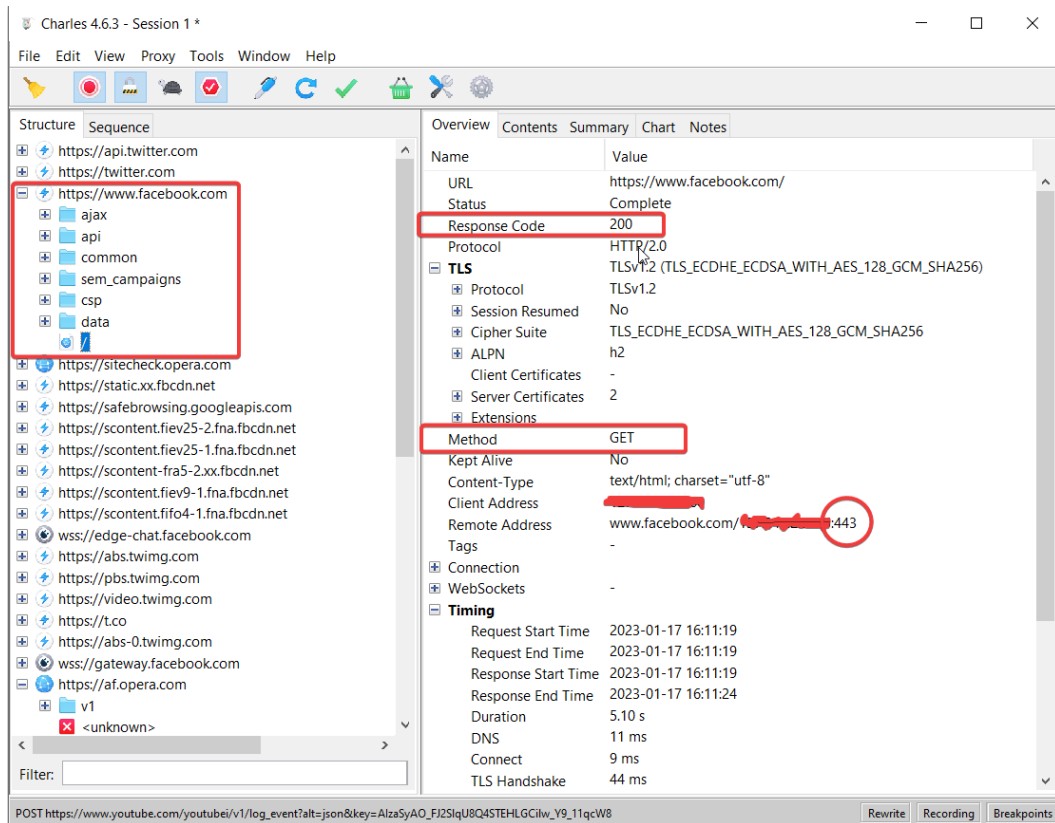 Charles 4.6.3 - Session 1 *
File Edit View Proxy Tools Window Help
Structure Sequence
https://api.twitter.com
https://twitter.com
https://www.facebook.com
ajax
api
common
sem_campaigns
csp
data
/
https://sitecheck.opera.com
https://static.xx.fbcdn.net
https://safebrowsing.googleapis.com
https://scontent.fiev25-2.fna.fbcdn.net
https://scontent.fiev25-1.fna.fbcdn.net
https://scontent-fra5-2.xx.fbcdn.net
https://scontent.fiev9-1.fna.fbcdn.net
https://scontent.fifo4-1.fna.fbcdn.net
wss://edge-chat.facebook.com
https://abs.twimg.com
https://pbs.twimg.com
https://video.twimg.com
https://t.co
https://abs-0.twimg.com
wss://gateway.facebook.com
https://af.opera.com
v1
<unknown>
Filter:
Overview Contents Summary Chart Notes
Name Value
URL https://www.facebook.com/
Status Complete
Response Code 200
Protocol HTTP/2.0
TLS TLSv1.2 (TLS_ECDHE_ECDSA_WITH_AES_128_GCM_SHA256)
Protocol TLSv1.2
Session Resumed No
Cipher Suite TLS_ECDHE_ECDSA_WITH_AES_128_GCM_SHA256
ALPN h2
Client Certificates -
Server Certificates 2
Extensions
Method GET
Kept Alive No
Content-Type text/html; charset="utf-8"
Client Address
Remote Address www.facebook.com/ :443
Tags -
Connection
WebSockets -
Timing
Request Start Time 2023-01-17 16:11:19
Request End Time 2023-01-17 16:11:19
Response Start Time 2023-01-17 16:11:19
Response End Time 2023-01-17 16:11:24
Duration 5.10 s
DNS 11 ms
Connect 9 ms
TLS Handshake 44 ms
POST https://www.youtube.com/youtubei/v1/log_event?alt=json&key=AIzaSyAO_FJ2SlqU8Q4STEHLGCilw_Y9_11qcW8
Rewrite Recording Breakpoints